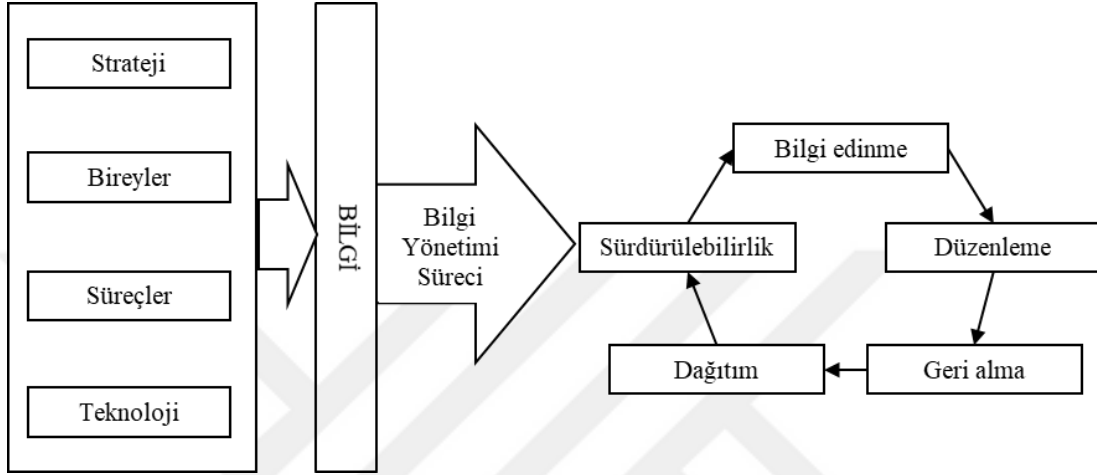 Strateji
Bireyler
Süreçler
Teknoloji
BİLGİ
Bilgi
Yönetimi
Süreci
Bilgi edinme
Sürdürülebilirlik
Düzenleme
Dağıtım
Geri alma